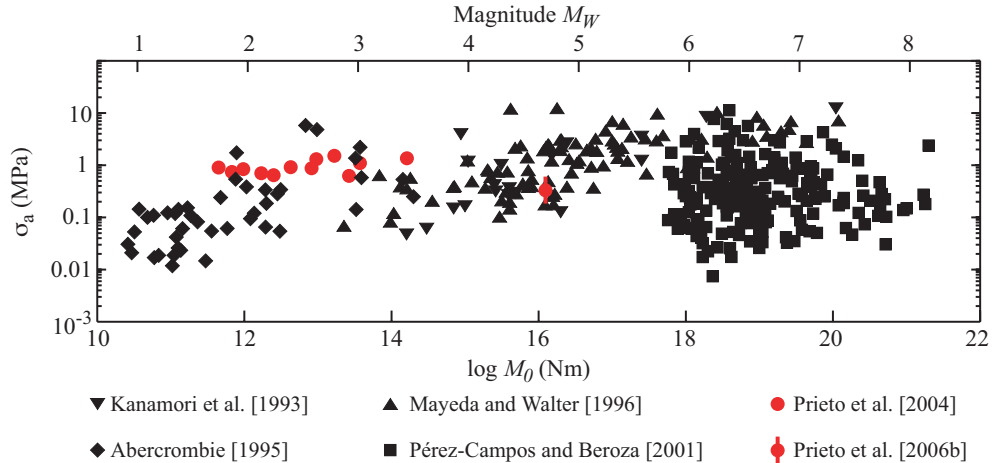 Magnitude M_W
1 2 3 4 5 6 7 8
10
1
0.1
0.01
10⁻³
σₐ (MPa)
10 12 14 16 18 20 22
log M₀ (Nm)
Kanamori et al. [1993] Mayeda and Walter [1996] Prieto et al. [2004]
Abercrombie [1995] Pérez-Campos and Beroza [2001] Prieto et al. [2006b]